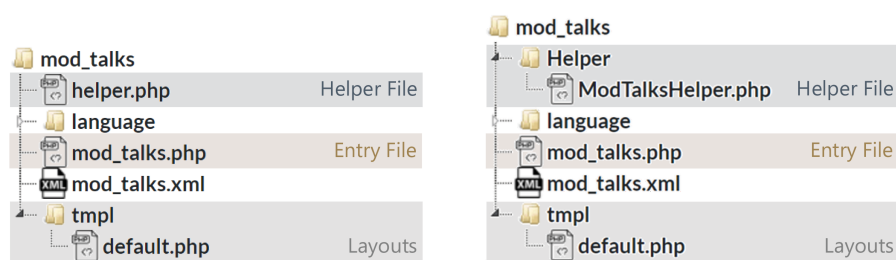 mod_talks
helper.php Helper File
language
mod_talks.php Entry File
mod_talks.xml
tmpl
default.php Layouts
mod_talks
Helper
ModTalksHelper.php Helper File
language
mod_talks.php Entry File
mod_talks.xml
tmpl
default.php Layouts